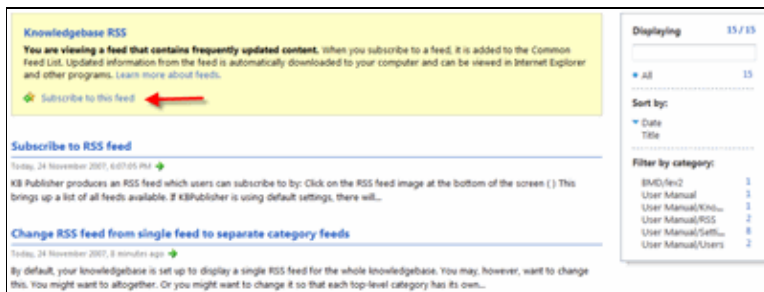 Knowledgebase RSS
You are viewing a feed that contains frequently updated content. When you subscribe to a feed, it is added to the Common
Feed List. Updated information from the feed is automatically downloaded to your computer and can be viewed in Internet Explorer
and other programs. Learn more about feeds.
Subscribe to this feed
Subscribe to RSS feed
Today, 24 November 2007, 6:07:05 PM
KB Publisher produces an RSS feed which users can subscribe to by: Click on the RSS feed image at the bottom of the screen ( ) This
brings up a list of all feeds available. If KBPublisher is using default settings, there will...
Change RSS feed from single feed to separate category feeds
Today, 24 November 2007, 8 minutes ago
By default, your knowledgebase is set up to display a single RSS feed for the whole knowledgebase. You may, however, want to change
this. You might want to altogether. Or you might want to change it so that each top-level category has its own...
Displaying 15 / 15
All 15
Sort by:
Date
Title
Filter by category:
BMD/lev2 1
User Manual 1
User Manual/Kno... 1
User Manual/RSS 2
User Manual/Setti... 8
User Manual/Users 2